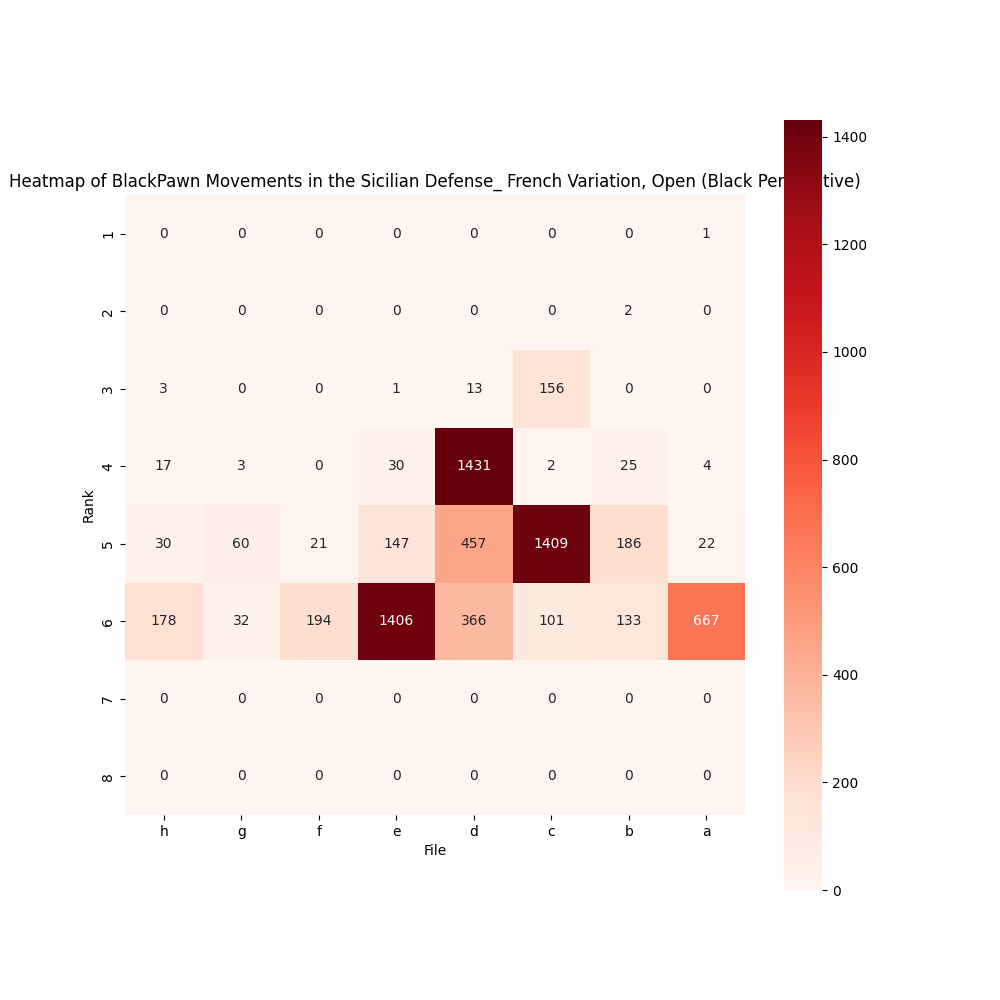 Heatmap of BlackPawn Movements in the Sicilian Defense_ French Variation, Open (Black Per tive)
1400
1200
1000
800
600
400
200
0
Rank
1 0 0 0 0 0 0 0 1
2 0 0 0 0 0 0 2 0
3 3 0 0 1 13 156 0 0
4 17 3 0 30 1431 2 25 4
5 30 60 21 147 457 1409 186 22
6 178 32 194 1406 366 101 133 667
7 0 0 0 0 0 0 0 0
8 0 0 0 0 0 0 0 0
h g f e d c b a
File